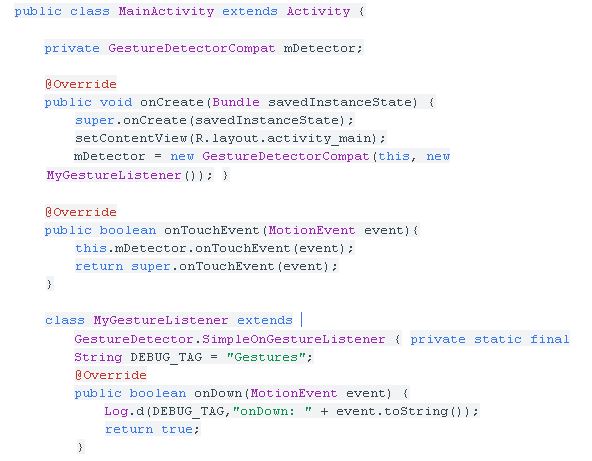 public class MainActivity extends Activity {
private GestureDetectorCompat mDetector;
@Override
public void onCreate(Bundle savedInstanceState) {
super.onCreate(savedInstanceState);
setContentView(R.layout.activity_main);
mDetector = new GestureDetectorCompat(this, new
MyGestureListener()); }
@Override
public boolean onTouchEvent(MotionEvent event){
this.mDetector.onTouchEvent(event);
return super.onTouchEvent(event);
}
class MyGestureListener extends
GestureDetector.SimpleOnGestureListener { private static final
String DEBUG_TAG = "Gestures";
@Override
public boolean onDown(MotionEvent event) {
Log.d(DEBUG_TAG,"onDown: " + event.toString());
return true;
}